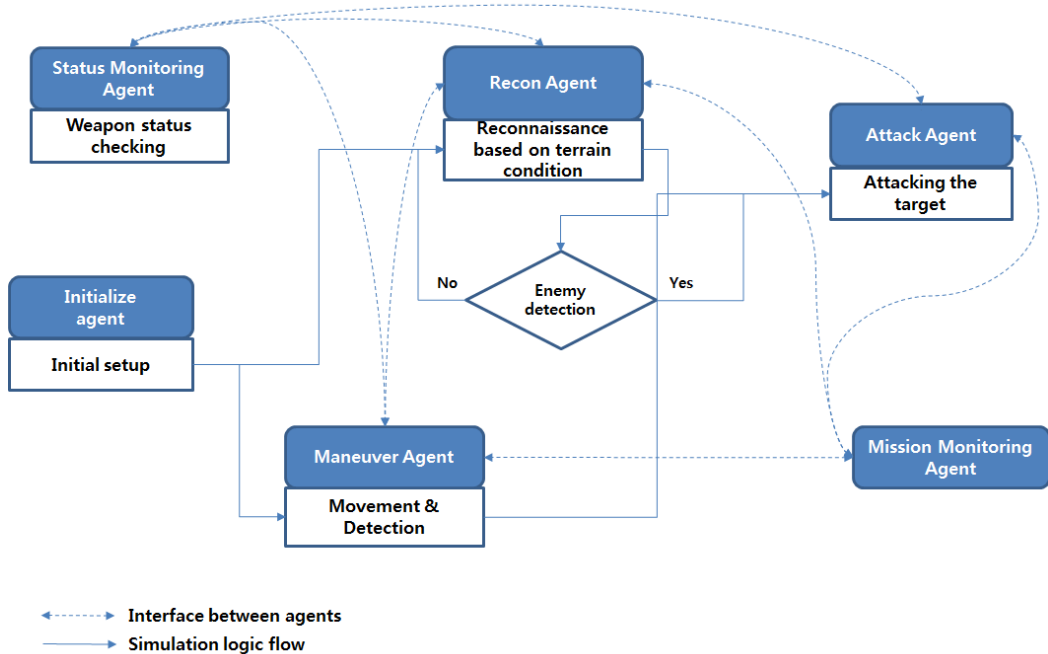 Status Monitoring
Agent
Weapon status
checking
Recon Agent
Reconnaissance
based on terrain
condition
Attack Agent
Attacking the
target
No
Enemy
detection
Yes
Initialize
agent
Initial setup
Maneuver Agent
Movement &
Detection
Mission Monitoring
Agent
Interface between agents
Simulation logic flow